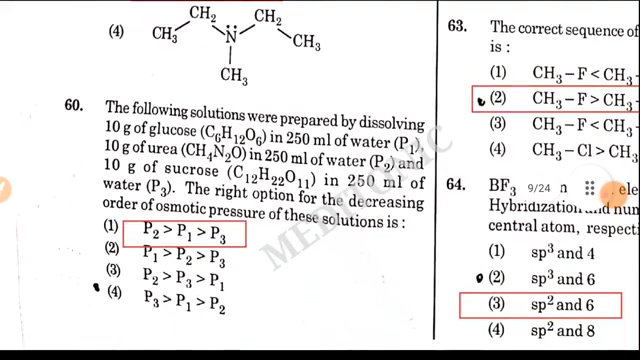 (4)
CH3
CH2
N
CH2
CH3
CH3
60. The following solutions were prepared by dissolving
10 g of glucose (C6H12O6) in 250 ml of water (P1),
10 g of urea (CH4N2O) in 250 ml of water (P2) and
10 g of sucrose (C12H22O11) in 250 ml of
water (P3). The right option for the decreasing
order of osmotic pressure of these solutions is :
(1) P2 > P1 > P3
(2) P1 > P2 > P3
(3) P2 > P3 > P1
(4) P3 > P1 > P2
MEDITONIC
63. The correct sequence of
is :
(1) CH3 – F < CH3
(2) CH3 – F > CH3
(3) CH3 – F < CH3
(4) CH3 – Cl > CH3
64. BF3 9/24 n ele
Hybridization and num
central atom, respecti
(1) sp3 and 4
(2) sp3 and 6
(3) sp2 and 6
(4) sp2 and 8